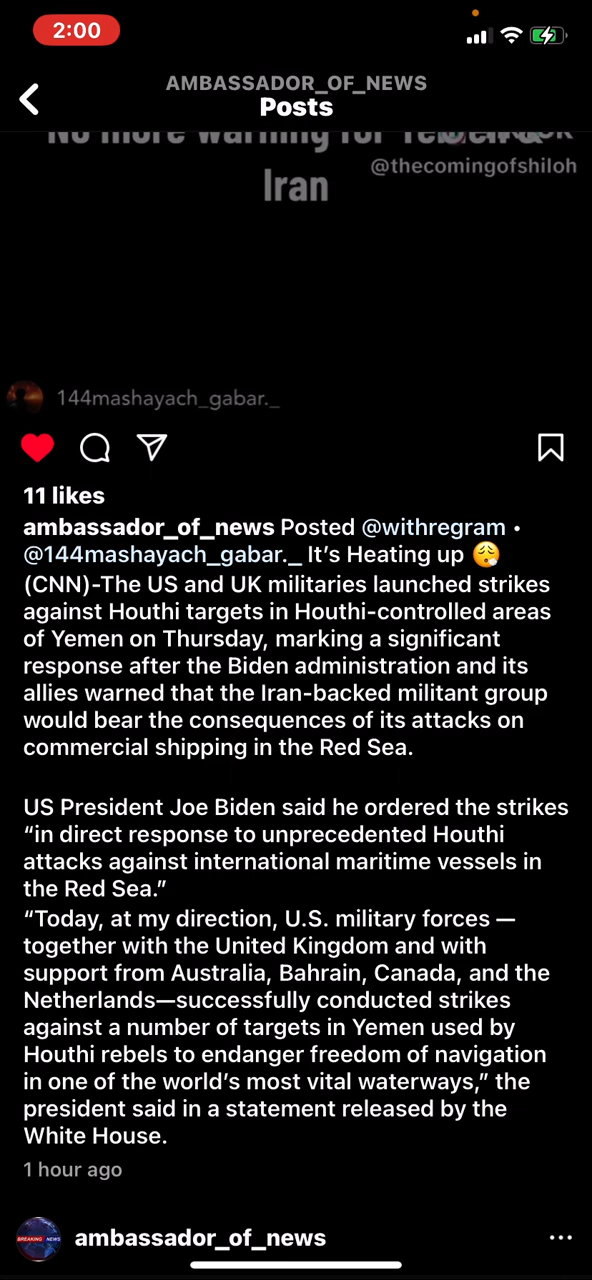 2:00
AMBASSADOR_OF_NEWS
Posts
No more warning for
@thecomingofshiloh
Iran
144mashayach_gabar._
11 likes
ambassador_of_news Posted @withregram •
@144mashayach_gabar._ It’s Heating up 😮‍💨
(CNN)-The US and UK militaries launched strikes
against Houthi targets in Houthi-controlled areas
of Yemen on Thursday, marking a significant
response after the Biden administration and its
allies warned that the Iran-backed militant group
would bear the consequences of its attacks on
commercial shipping in the Red Sea.
US President Joe Biden said he ordered the strikes
“in direct response to unprecedented Houthi
attacks against international maritime vessels in
the Red Sea.”
“Today, at my direction, U.S. military forces —
together with the United Kingdom and with
support from Australia, Bahrain, Canada, and the
Netherlands—successfully conducted strikes
against a number of targets in Yemen used by
Houthi rebels to endanger freedom of navigation
in one of the world’s most vital waterways,” the
president said in a statement released by the
White House.
1 hour ago
BREAKING NEWS
ambassador_of_news